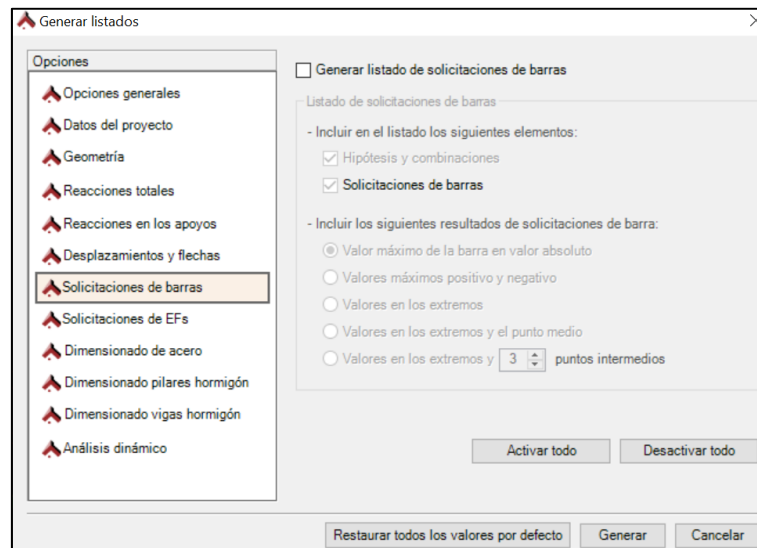 Generar listados
Opciones
Opciones generales
Datos del proyecto
Geometría
Reacciones totales
Reacciones en los apoyos
Desplazamientos y flechas
Solicitaciones de barras
Solicitaciones de EFs
Dimensionado de acero
Dimensionado pilares hormigón
Dimensionado vigas hormigón
Análisis dinámico
Generar listado de solicitaciones de barras
Listado de solicitaciones de barras
- Incluir en el listado los siguientes elementos:
Hipótesis y combinaciones
Solicitaciones de barras
- Incluir los siguientes resultados de solicitaciones de barra:
Valor máximo de la barra en valor absoluto
Valores máximos positivo y negativo
Valores en los extremos
Valores en los extremos y el punto medio
Valores en los extremos y 3 puntos intermedios
Activar todo Desactivar todo
Restaurar todos los valores por defecto Generar Cancelar